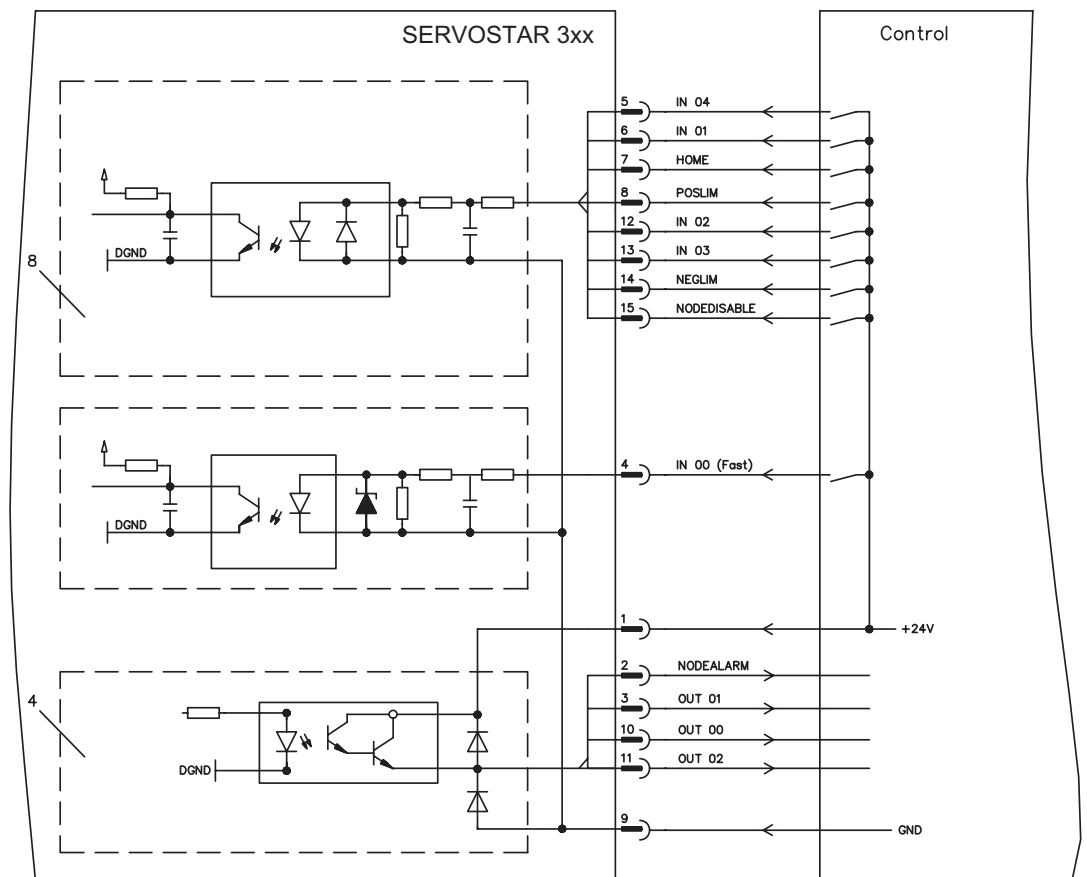 SERVOSTAR 3xx
Control
5 IN 04
6 IN 01
7 HOME
8 POSLIM
12 IN 02
13 IN 03
14 NEGLIM
15 NODEDISABLE
DGND
8
4 IN 00 (Fast)
DGND
1 +24V
2 NODEALARM
3 OUT 01
10 OUT 00
11 OUT 02
4
DGND
9 GND